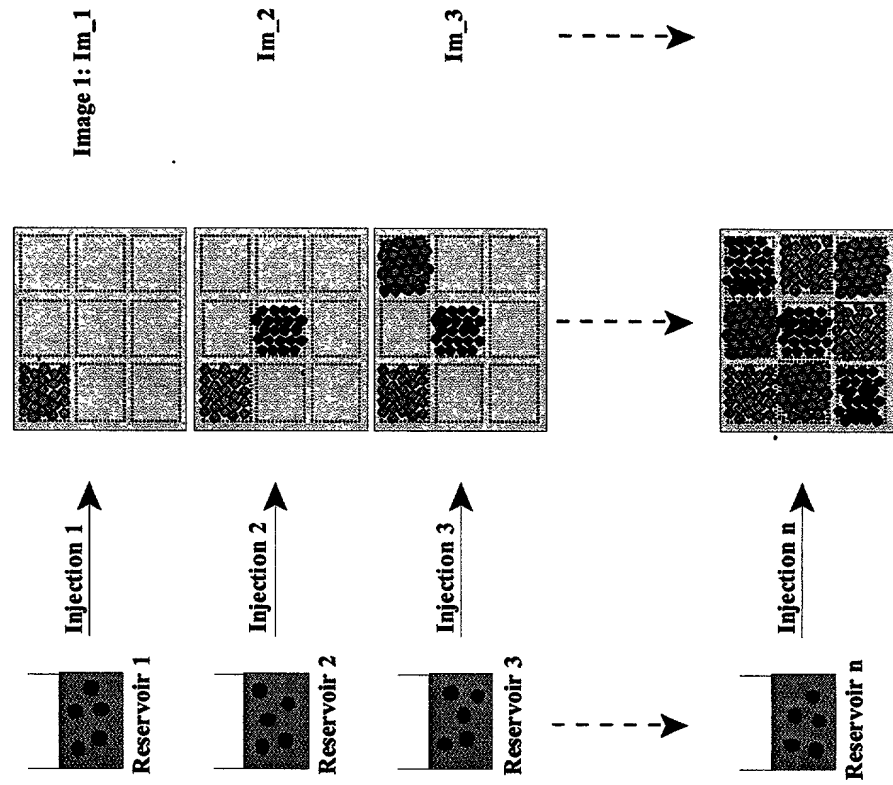 Reservoir 1
Injection 1
Image 1: Im_1
Reservoir 2
Injection 2
Im_2
Reservoir 3
Injection 3
Im_3
Reservoir n
Injection n